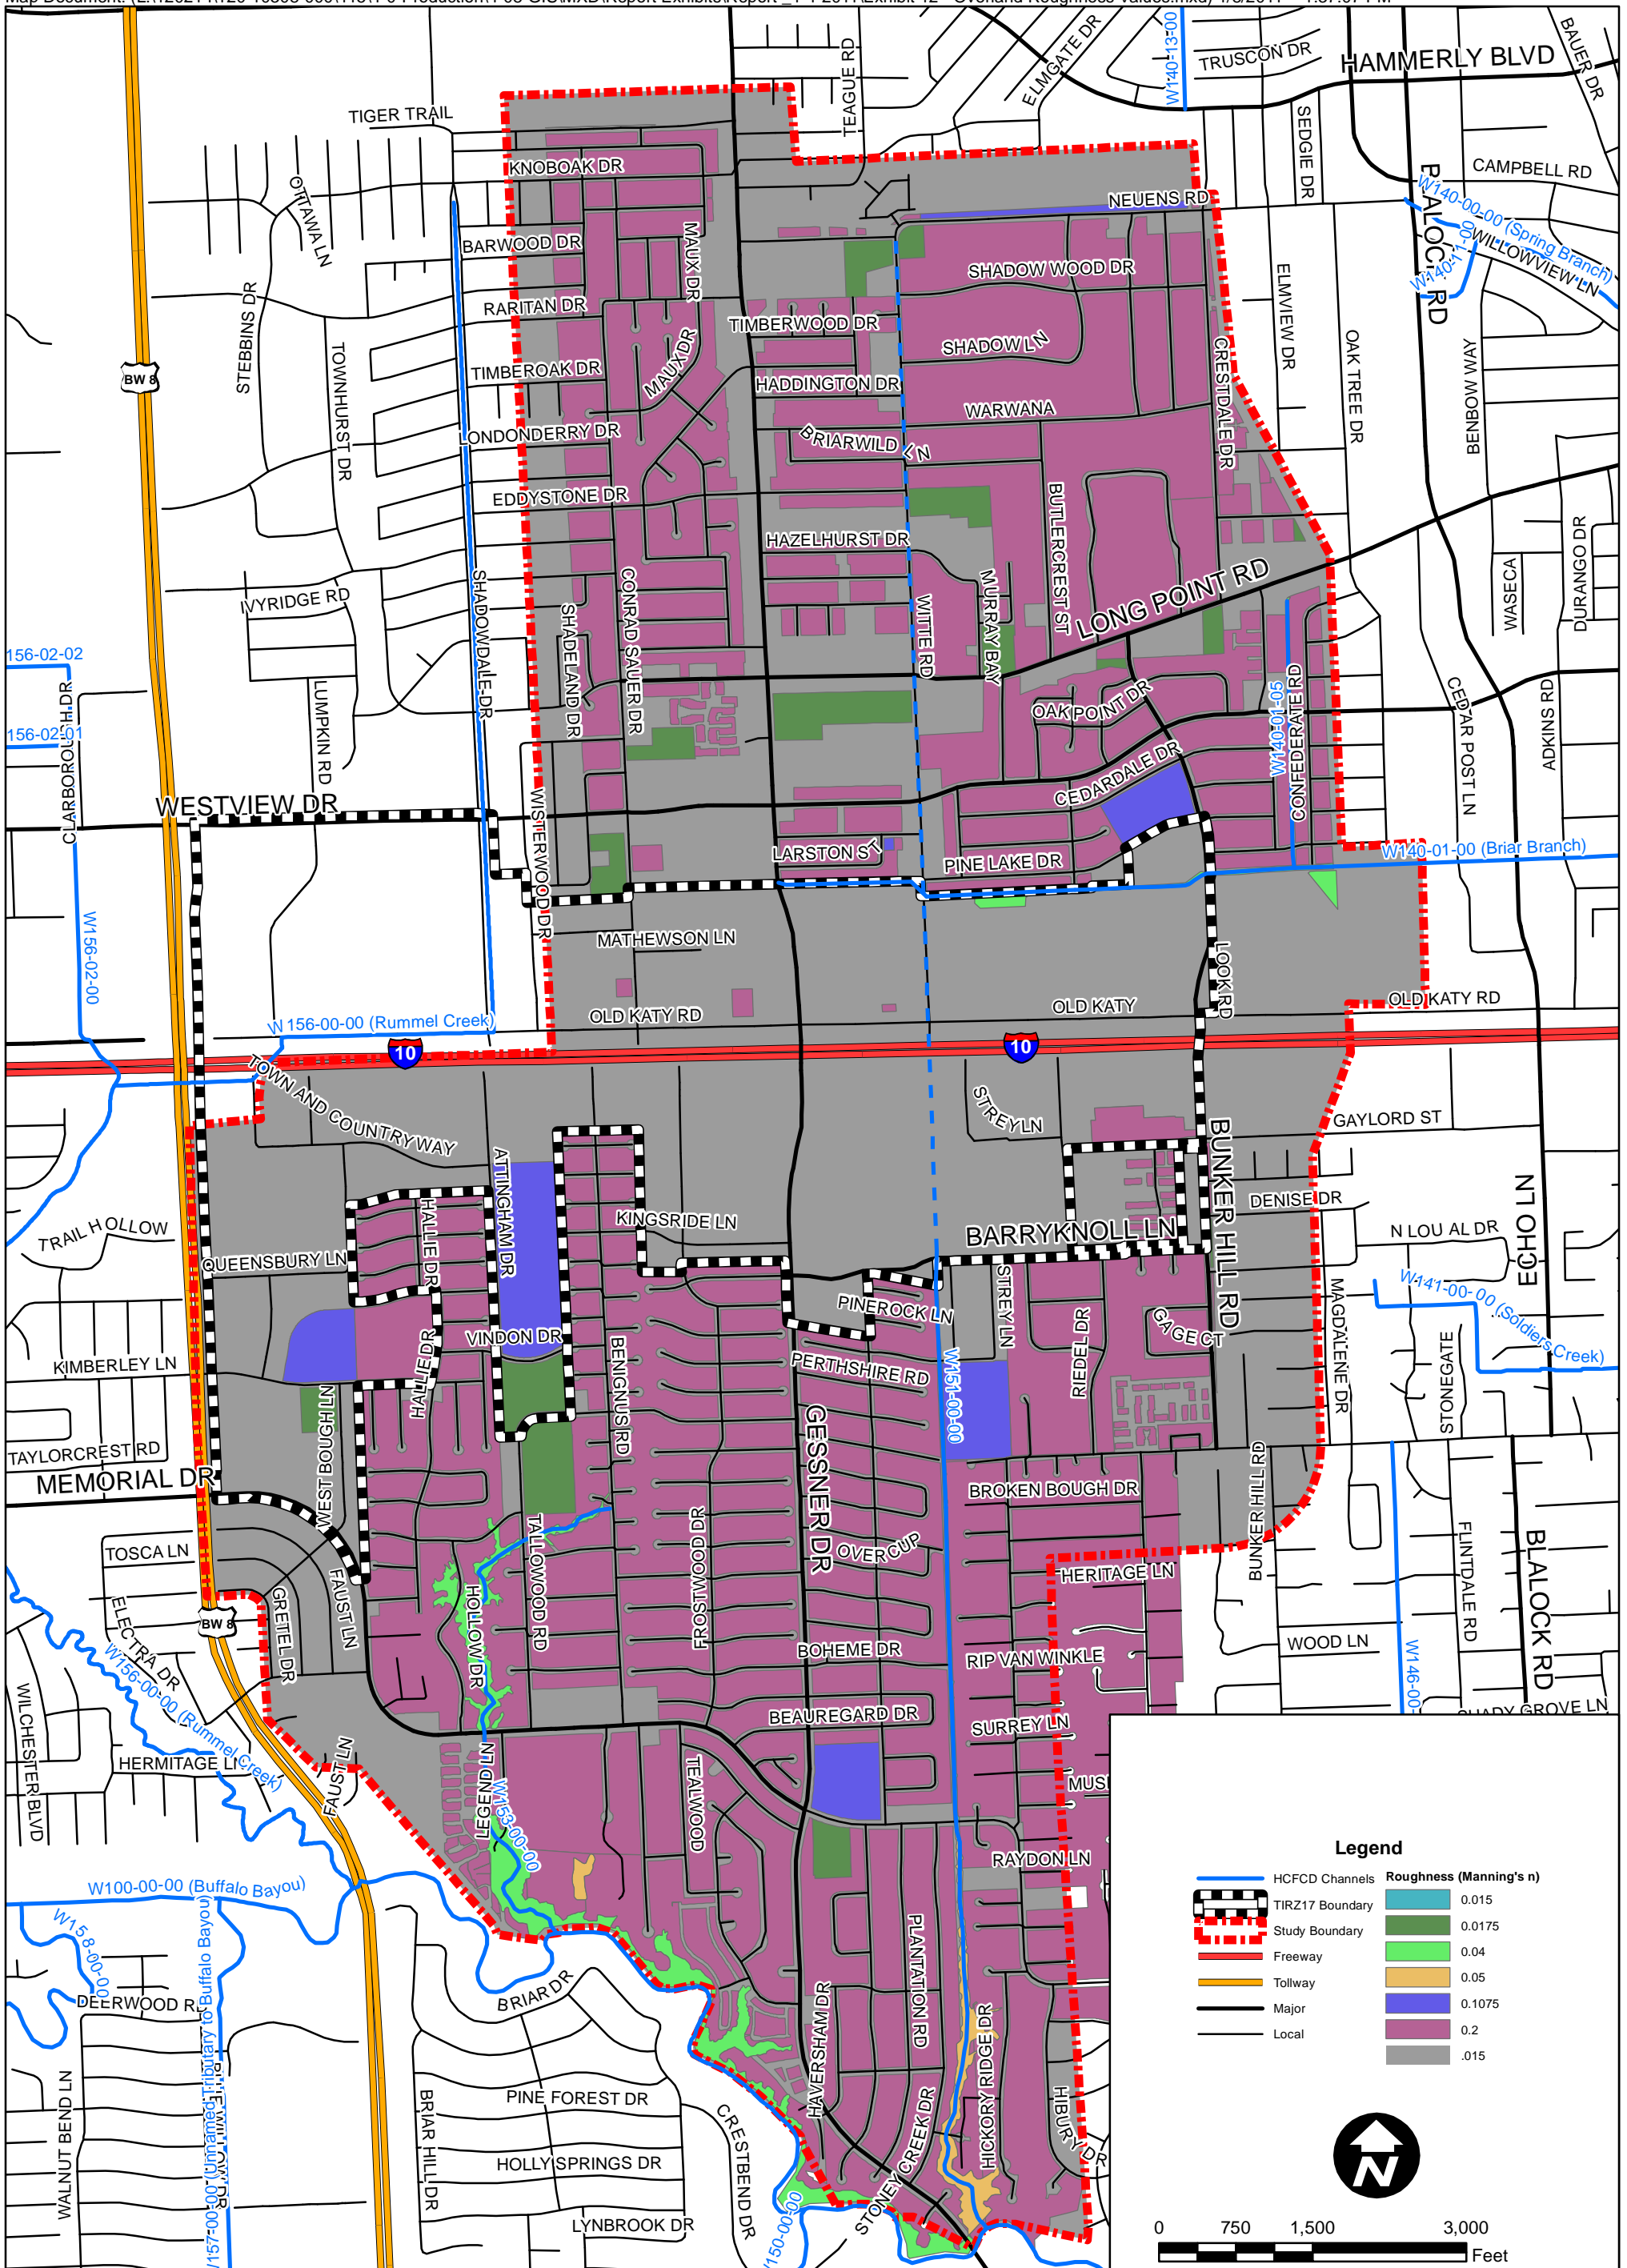 TRUSCON DR
HAMMERLY BLVD
BAUER DR
W140-13-00
ELMGATE DR
TEAGUE RD
TIGER TRAIL
SEDGIE DR
CAMPBELL RD
KNOBOAK DR
W140-00-00 (Spring Branch)
BLALOCK RD
NEUENS RD
OTTAWA LN
WILLOWVIEW LN
W140-11-00
BARWOOD DR
MAUX DR
SHADOW WOOD DR
STEBBINS DR
RARITAN DR
TIMBERWOOD DR
ELMVIEW DR
SHADOW LN
OAK TREE DR
BENBOW WAY
BW 8
TOWNHURST DR
TIMBEROAK DR
MAUX DR
HADDINGTON DR
CRESTDALE DR
WARWANA
LONDONDERRY DR
BRIARWILD LN
EDDYSTONE DR
BUTLERCREST ST
HAZELHURST DR
WASECA
DURANGO DR
IVYRIDGE RD
SHADOWDALE DR
SHADELAND DR
CONRAD SAUER DR
WITTE RD
MURRAY BAY
LONG POINT RD
156-02-02
CLARBOROUGH DR
LUMPKIN RD
OAK POINT DR
W140-01-05
CONFEDERATE RD
CEDAR POST LN
ADKINS RD
156-02-01
CEDARDALE DR
WESTVIEW DR
WISTERWOOD DR
LARSTON ST
PINE LAKE DR
W140-01-00 (Briar Branch)
W156-02-00
MATHEWSON LN
LOOK RD
OLD KATY RD
OLD KATY
OLD KATY RD
W156-00-00 (Rummel Creek)
10
10
TOWN AND COUNTRY WAY
STREY LN
GAYLORD ST
BUNKER HILL RD
ATTINGHAM DR
DENISE DR
ECHO LN
TRAIL HOLLOW
HALLIE DR
KINGSRIDE LN
BARRYKNOLL LN
N LOU AL DR
QUEENSBURY LN
STREY LN
W141-00-00 (Soldiers Creek)
PINEROCK LN
MAGDALENE DR
RIEDEL DR
GAGE CT
VINDON DR
KIMBERLEY LN
HALLIE DR
BENIGNUS RD
PERTHSHIRE RD
W151-00-00
STONEGATE
WEST BOUGH LN
GESSNER DR
TAYLORCREST RD
MEMORIAL DR
BROKEN BOUGH DR
BUNKER HILL RD
TOSCA LN
TALLOWOOD RD
FROSTWOOD DR
OVERCUP
FLINTDALE RD
BLALOCK RD
HERITAGE LN
FAUST LN
GRETEL DR
ELECTRA DR
HOLLOW DR
BW 8
BOHEME DR
RIP VAN WINKLE
WOOD LN
W146-00-
W156-00-00 (Rummel Creek)
WILCHESTER BLVD
BEAUREGARD DR
SURREY LN
SHADY GROVE LN
HERMITAGE LN
FAUST LN
LEGEND LN
W153-00-00
TEALWOOD
RAYDON LN
W100-00-00 (Buffalo Bayou)
PLANTATION RD
BRIAR DR
HAVERSHAM DR
HICKORY RIDGE DR
HIBURY DR
WALNUT BEND LN
W157-00-00 (Unnamed Tributary to Buffalo Bayou)
BRIAR HILL DR
PINE FOREST DR
CRESTBEND DR
STONEY CREEK DR
HOLLY SPRINGS DR
LYNBROOK DR
Legend
HCFCD Channels
TIRZ17 Boundary
Study Boundary
Freeway
Tollway
Major
Local
Roughness (Manning's n)
0.015
0.0175
0.04
0.05
0.1075
0.2
.015
N
0 750 1,500 3,000
Feet